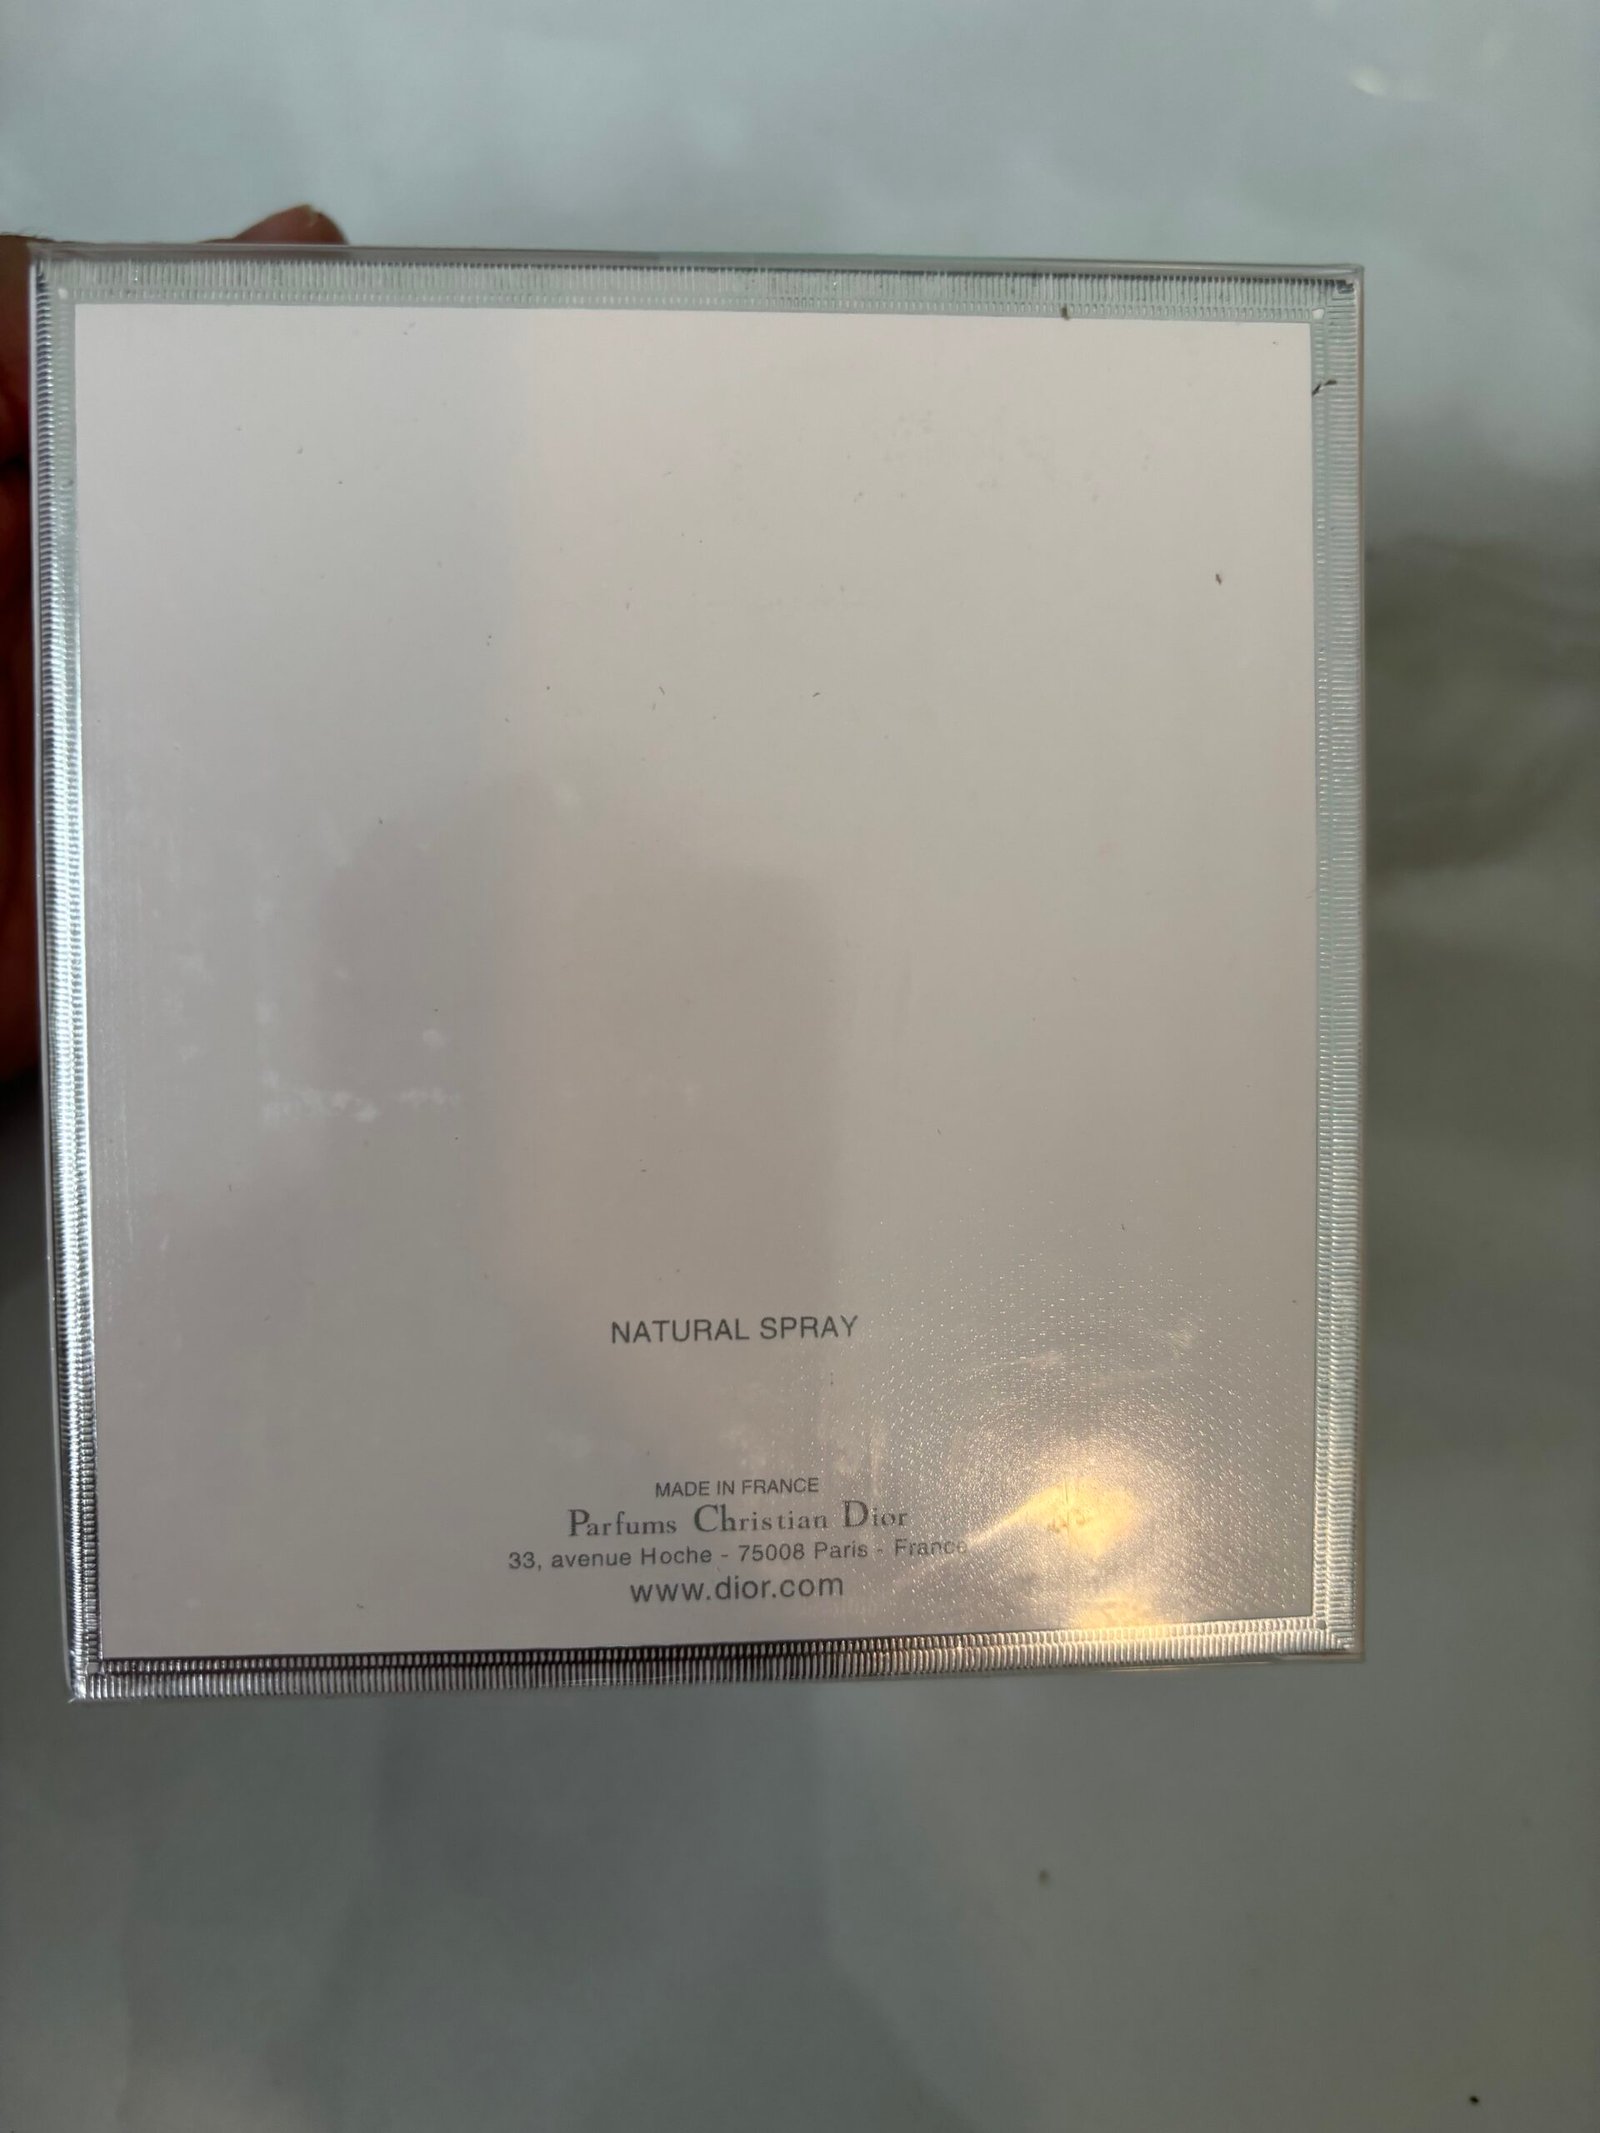 NATURAL SPRAY
MADE IN FRANCE
Parfums Christian Dior
33, avenue Hoche - 75008 Paris - France
www.dior.com